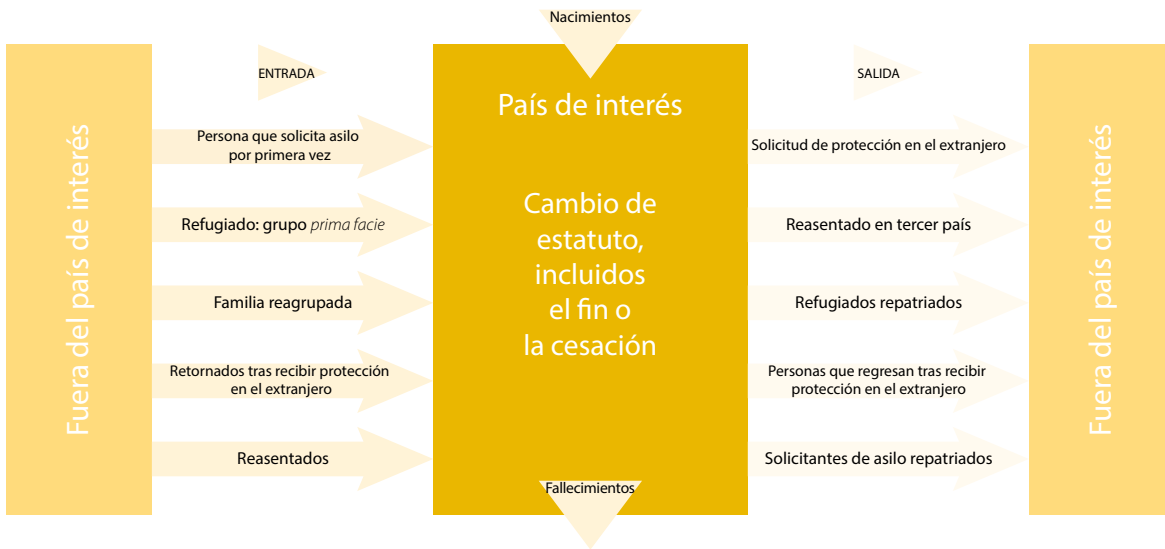 Nacimientos
Fuera del país de interés
ENTRADA
Persona que solicita asilo
por primera vez
Refugiado: grupo prima facie
Familia reagrupada
Retornados tras recibir protección
en el extranjero
Reasentados
País de interés
Cambio de
estatuto,
incluidos
el fin o
la cesación
Fallecimientos
SALIDA
Solicitud de protección en el extranjero
Reasentado en tercer país
Refugiados repatriados
Personas que regresan tras recibir
protección en el extranjero
Solicitantes de asilo repatriados
Fuera del país de interés